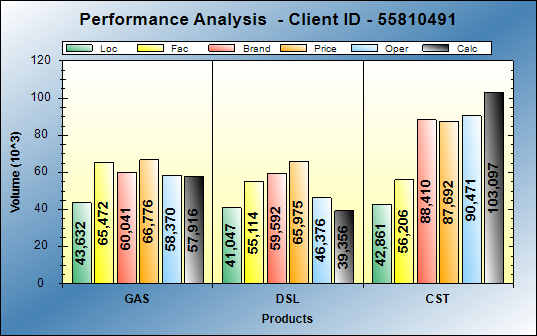 Performance Analysis - Client ID - 55810491
Loc Fac Brand Price Oper Calc
Volume (10^3)
120
100
80
60
40
20
0
43,632 65,472 60,041 66,776 58,370 57,916
41,047 55,114 59,592 65,975 46,376 39,356
42,861 56,206 88,410 87,692 90,471 103,097
GAS DSL CST
Products